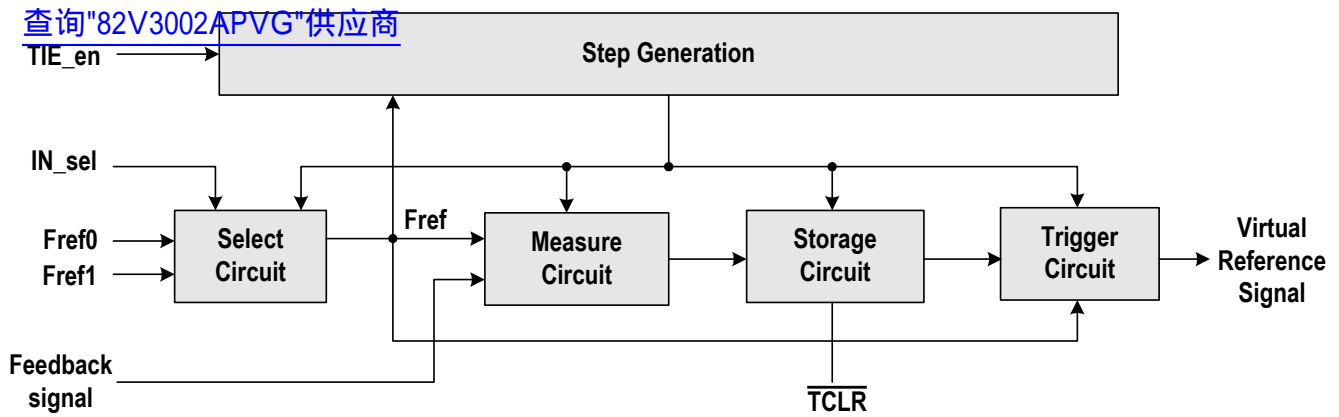 查询"82V3002APVG"供应商
TIE_en
Step Generation
IN_sel
Fref0
Fref1
Select
Circuit
Fref
Measure
Circuit
Storage
Circuit
Trigger
Circuit
Virtual
Reference
Signal
Feedback
signal
TCLR